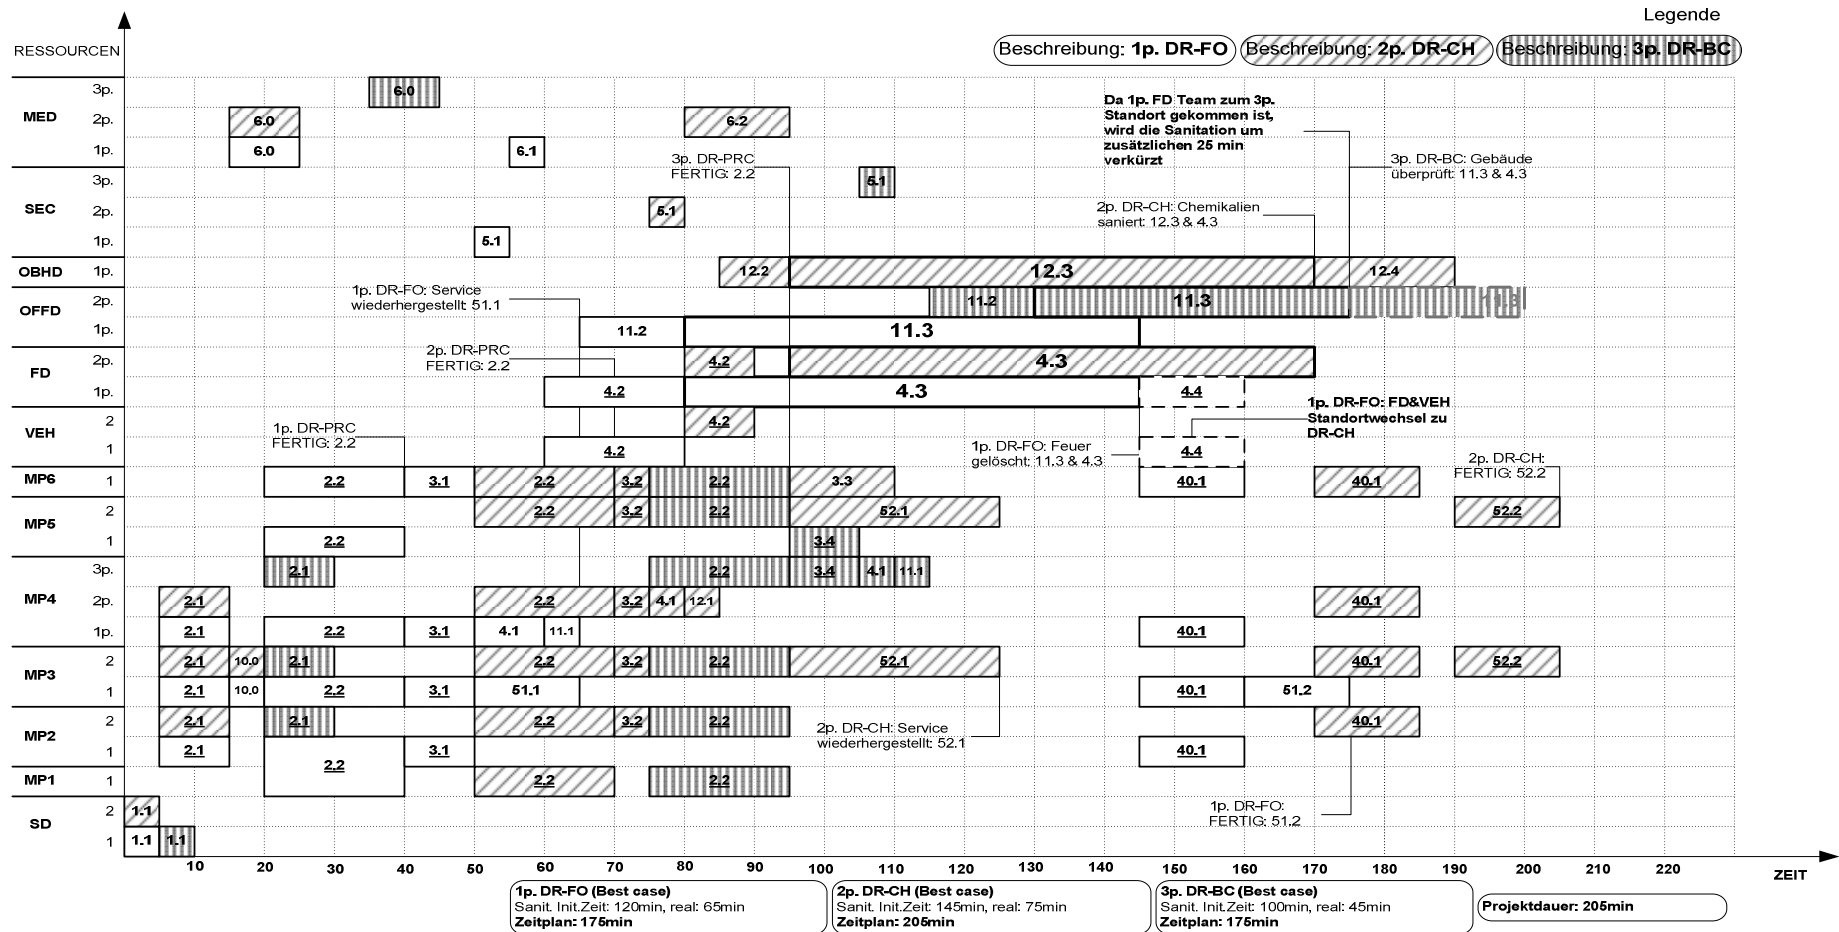 Legende
RESSOURCEN
Beschreibung: 1p. DR-FO
Beschreibung: 2p. DR-CH
Beschreibung: 3p. DR-BC
3p. 6.0
MED 2p. 6.0 6.2
1p. 6.0 6.1
Da 1p. FD Team zum 3p.
Standort gekommen ist,
wird die Sanitation um
zusätzlichen 25 min
verkürzt
3p. DR-PRC
FERTIG: 2.2
3p. DR-BC: Gebäude
überprüft: 11.3 & 4.3
3p. 5.1
SEC 2p. 5.1
1p. 5.1
2p. DR-CH: Chemikalien
saniert: 12.3 & 4.3
OBHD 1p. 12.2 12.3 12.4
1p. DR-FO: Service
wiederhergestellt: 51.1
OFFD 2p. 11.2 11.3 11.3
1p. 11.2 11.3
2p. DR-PRC
FERTIG: 2.2
FD 2p. 4.2 4.3
1p. 4.2 4.3 4.4
1p. DR-FO: FD&VEH
Standortwechsel zu
DR-CH
VEH 2 4.2
1 4.2 4.4
1p. DR-PRC
FERTIG: 2.2
1p. DR-FO: Feuer
gelöscht: 11.3 & 4.3
2p. DR-CH:
FERTIG: 52.2
MP6 1 2.2 3.1 2.2 3.2 2.2 3.3 40.1 40.1
MP5 2 2.2 3.2 2.2 52.1 52.2
1 2.2 3.4
3p. 2.1 2.2 3.4 4.1 11.1
MP4 2p. 2.1 2.2 3.2 4.1 12.1 40.1
1p. 2.1 2.2 3.1 4.1 11.1 40.1
MP3 2 2.1 10.0 2.1 2.2 3.2 2.2 52.1 40.1 52.2
1 2.1 10.0 2.2 3.1 51.1 40.1 51.2
MP2 2 2.1 2.1 2.2 3.2 2.2 40.1
2p. DR-CH: Service
wiederhergestellt: 52.1
1 2.1 2.2 3.1 40.1
MP1 1 2.2 2.2
1p. DR-FO:
FERTIG: 51.2
SD 2 1.1
1 1.1 1.1
10 20 30 40 50 60 70 80 90 100 110 120 130 140 150 160 170 180 190 200 210 220
ZEIT
1p. DR-FO (Best case)
Sanit. Init.Zeit: 120min, real: 65min
Zeitplan: 175min
2p. DR-CH (Best case)
Sanit. Init.Zeit: 145min, real: 75min
Zeitplan: 205min
3p. DR-BC (Best case)
Sanit. Init.Zeit: 100min, real: 45min
Zeitplan: 175min
Projektdauer: 205min